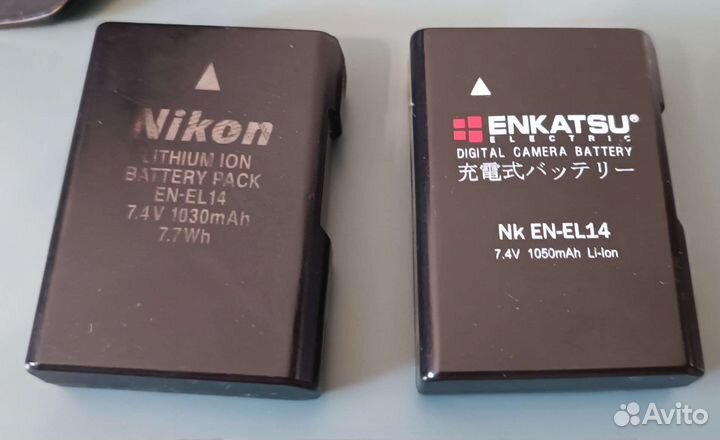 Nikon
LITHIUM ION
BATTERY PACK
EN-EL14
7.4V 1030mAh
7.7Wh
ENKATSU®
ELECTRIC
DIGITAL CAMERA BATTERY
充電式バッテリー
Nk EN-EL14
7.4V 1050mAh Li-Ion
Avito